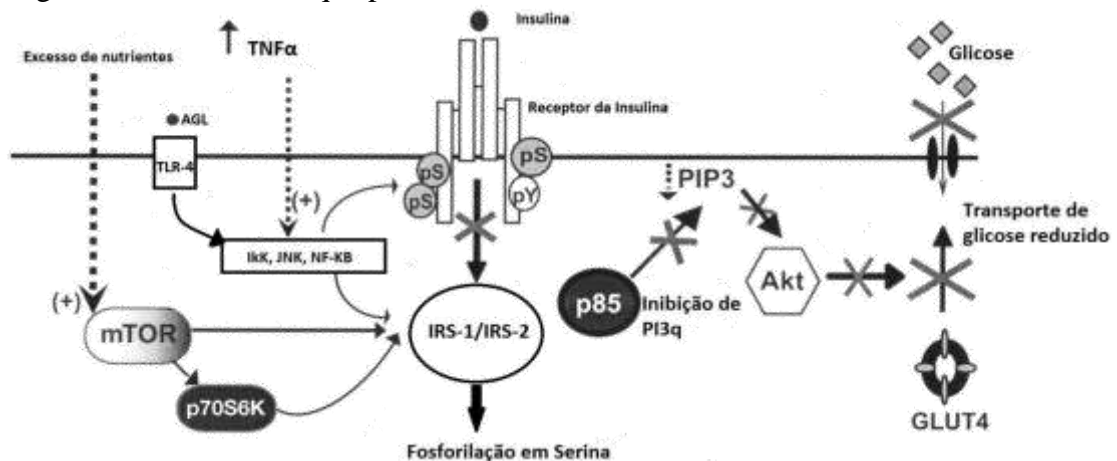 Insulina
TNFα
Excesso de nutrientes
Glicose
Receptor da Insulina
AGL
TLR-4
pS
pS
pS
pY
PIP3
(+)
Transporte de
glicose reduzido
IkK, JNK, NF-KB
Akt
(+)
p85
Inibição de
PI3q
mTOR
IRS-1/IRS-2
p70S6K
GLUT4
Fosforilação em Serina